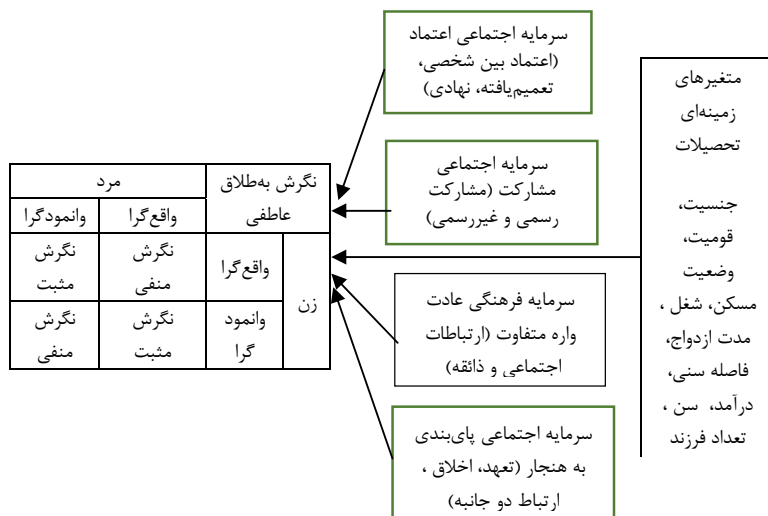 سرمایه اجتماعی اعتماد
(اعتماد بین شخصی،
تعمیم‌یافته، نهادی)
متغیرهای
زمینه‌ای
تحصیلات
جنسیت،
قومیت،
وضعیت
مسکن، شغل ،
مدت ازدواج،
فاصله سنی،
درآمد، سن ،
تعداد فرزند
سرمایه اجتماعی
مشارکت (مشارکت
رسمی و غیررسمی)
سرمایه فرهنگی عادت
واره متفاوت (ارتباطات
اجتماعی و ذائقه)
سرمایه اجتماعی پای‌بندی
به هنجار (تعهد، اخلاق ،
ارتباط دو جانبه)
نگرش به‌طلاق
عاطفی
مرد
واقع‌گرا
وانمودگرا
زن
واقع‌گرا
نگرش
منفی
نگرش
مثبت
وانمود
گرا
نگرش
مثبت
نگرش
منفی